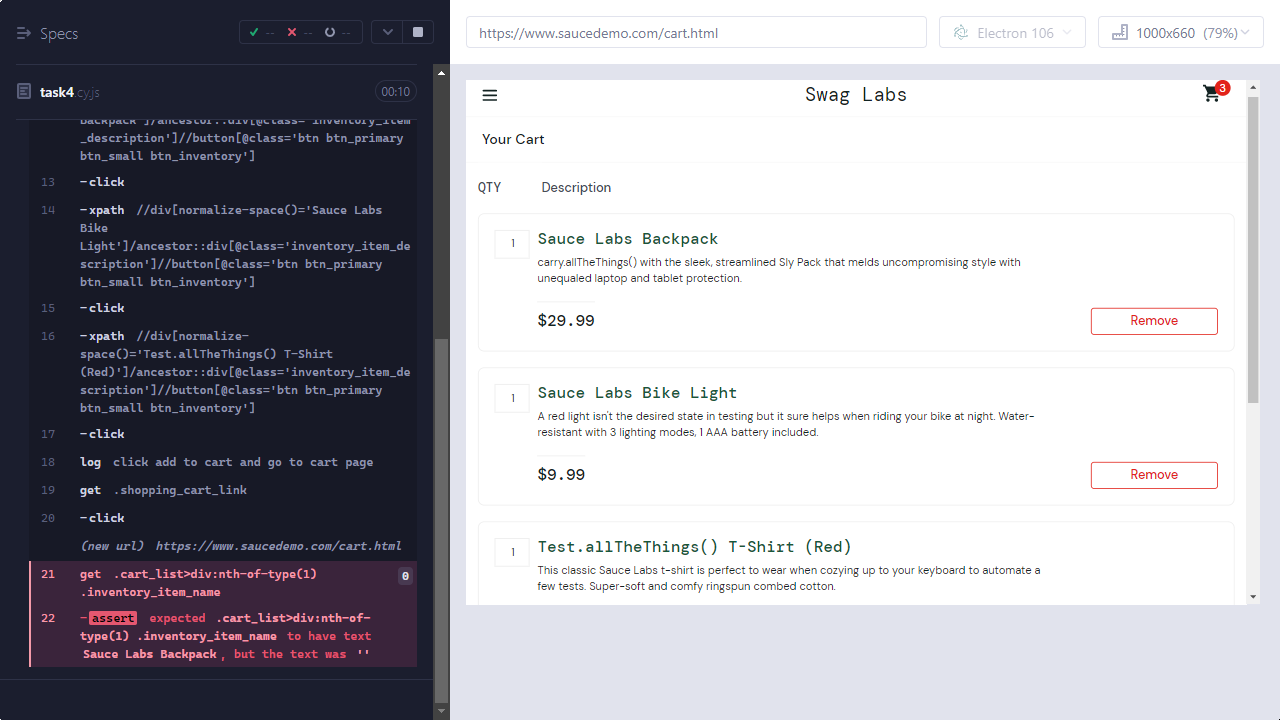 Specs
--
--
--
task4.cy.js
00:10
Backpack']/ancestor::div[@class='inventory_item
_description']//button[@class='btn btn_primary
btn_small btn_inventory']
13 -click
14 -xpath //div[normalize-space()='Sauce Labs
Bike
Light']/ancestor::div[@class='inventory_item_de
scription']//button[@class='btn btn_primary
btn_small btn_inventory']
15 -click
16 -xpath //div[normalize-
space()='Test.allTheThings() T-Shirt
(Red)']/ancestor::div[@class='inventory_item_de
scription']//button[@class='btn btn_primary
btn_small btn_inventory']
17 -click
18 log click add to cart and go to cart page
19 get .shopping_cart_link
20 -click
(new url) https://www.saucedemo.com/cart.html
21 get .cart_list>div:nth-of-type(1) 0
.inventory_item_name
22 -assert expected .cart_list>div:nth-of-
type(1) .inventory_item_name to have text
Sauce Labs Backpack, but the text was ''
https://www.saucedemo.com/cart.html
Electron 106
1000x660 (79%)
Swag Labs
3
Your Cart
QTY Description
1
Sauce Labs Backpack
carry.allTheThings() with the sleek, streamlined Sly Pack that melds uncompromising style with
unequaled laptop and tablet protection.
$29.99
Remove
1
Sauce Labs Bike Light
A red light isn't the desired state in testing but it sure helps when riding your bike at night. Water-
resistant with 3 lighting modes, 1 AAA battery included.
$9.99
Remove
1
Test.allTheThings() T-Shirt (Red)
This classic Sauce Labs t-shirt is perfect to wear when cozying up to your keyboard to automate a
few tests. Super-soft and comfy ringspun combed cotton.